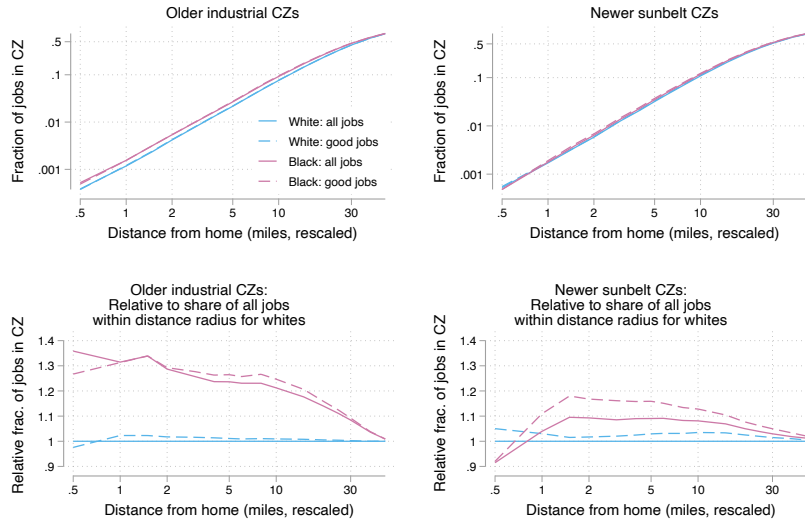 Older industrial CZs
Fraction of jobs in CZ
.5
.1
.01
.001
White: all jobs
White: good jobs
Black: all jobs
Black: good jobs
.5 1 2 5 10 30
Distance from home (miles, rescaled)
Newer sunbelt CZs
Fraction of jobs in CZ
.5
.1
.01
.001
.5 1 2 5 10 30
Distance from home (miles, rescaled)
Older industrial CZs:
Relative to share of all jobs
within distance radius for whites
Relative frac. of jobs in CZ
1.4
1.3
1.2
1.1
1
.9
.5 1 2 5 10 30
Distance from home (miles, rescaled)
Newer sunbelt CZs:
Relative to share of all jobs
within distance radius for whites
Relative frac. of jobs in CZ
1.4
1.3
1.2
1.1
1
.9
.5 1 2 5 10 30
Distance from home (miles, rescaled)